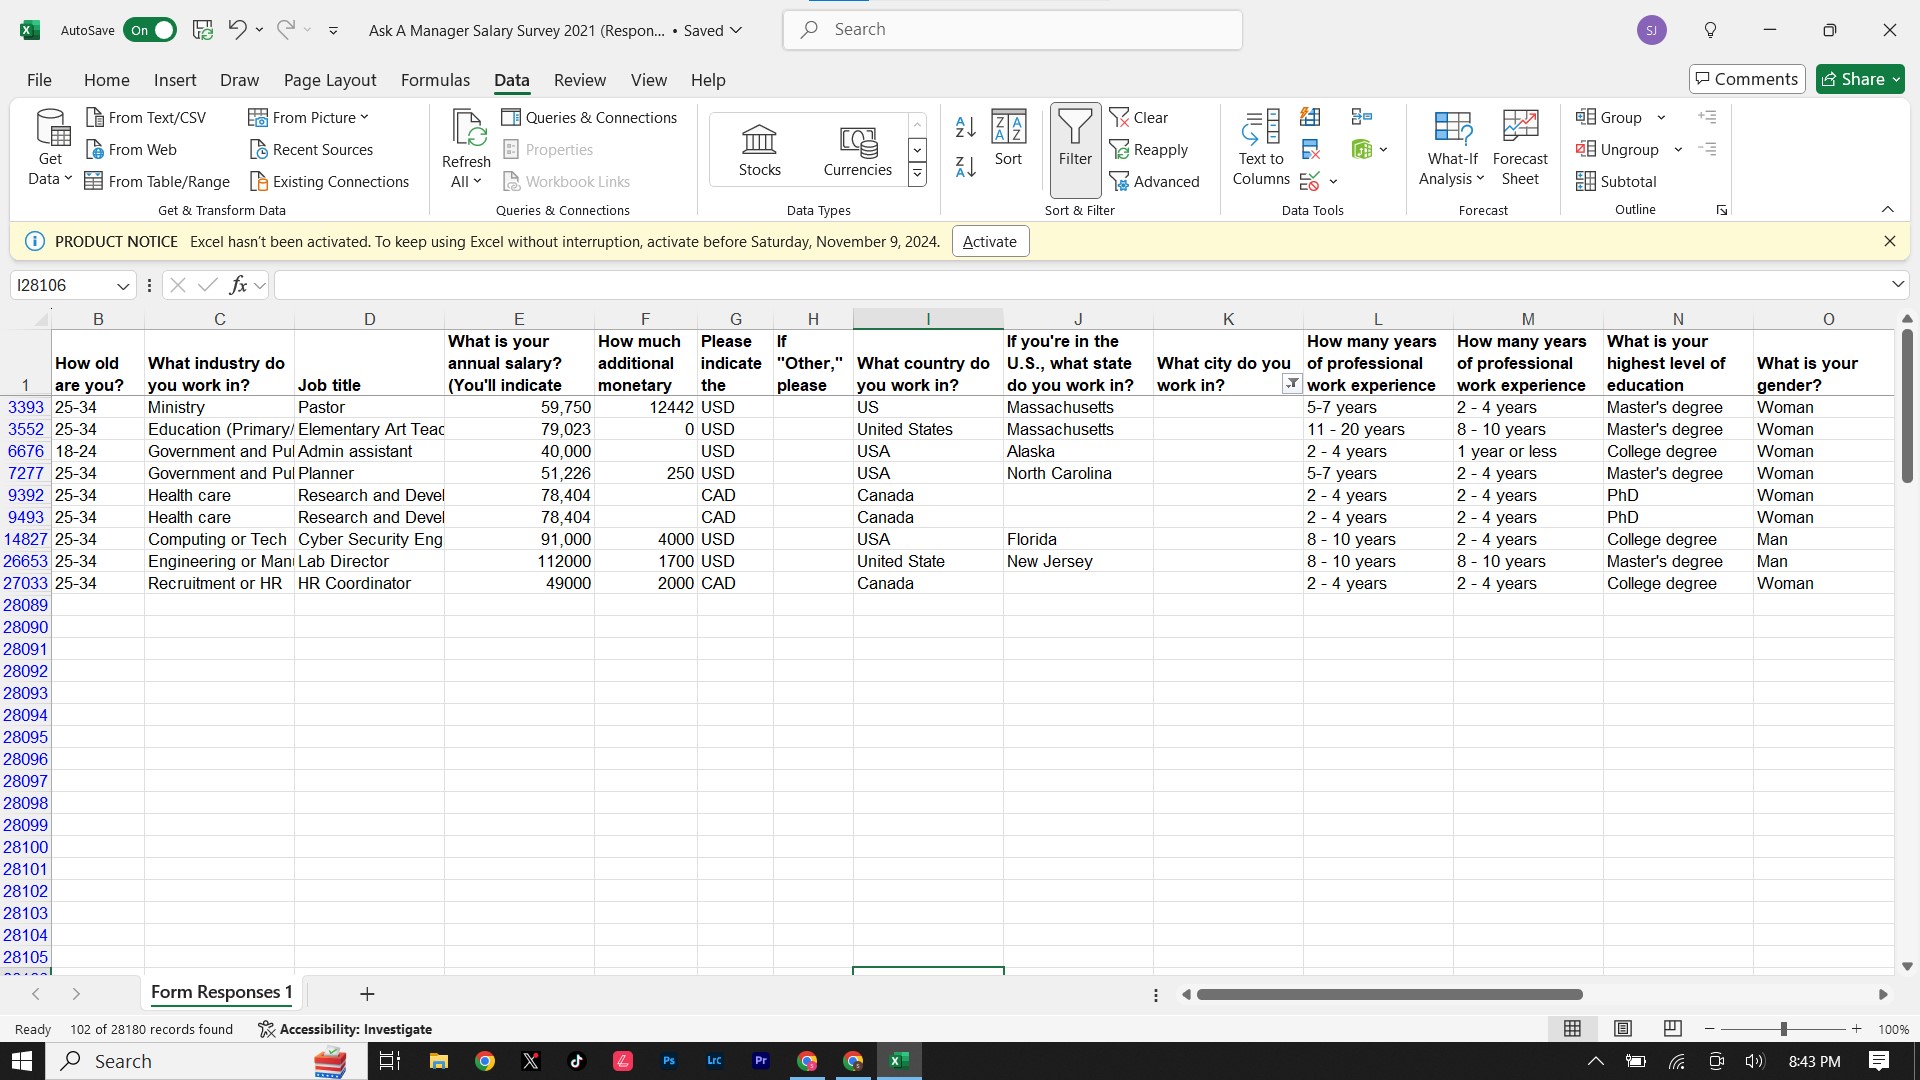 AutoSave On Ask A Manager Salary Survey 2021 (Respon... • Saved Search SJ
File Home Insert Draw Page Layout Formulas Data Review View Help Comments Share
Get Data From Text/CSV From Web From Table/Range From Picture Recent Sources Existing Connections
Get & Transform Data
Refresh All Queries & Connections Properties Workbook Links
Queries & Connections
Stocks Currencies
Data Types
Sort Filter Clear Reapply Advanced
Sort & Filter
Text to Columns
Data Tools
What-If Analysis Forecast Sheet
Forecast
Group Ungroup Subtotal
Outline
PRODUCT NOTICE Excel hasn't been activated. To keep using Excel without interruption, activate before Saturday, November 9, 2024. Activate
I28106 fx
B C D E F G H I J K L M N O
1 How old are you? What industry do you work in? Job title What is your annual salary? (You'll indicate How much additional monetary Please indicate the If "Other," please What country do you work in? If you're in the U.S., what state do you work in? What city do you work in? How many years of professional work experience How many years of professional work experience What is your highest level of education What is your gender?
3393 25-34 Ministry Pastor 59,750 12442 USD US Massachusetts 5-7 years 2 - 4 years Master's degree Woman
3552 25-34 Education (Primary/ Elementary Art Teac 79,023 0 USD United States Massachusetts 11 - 20 years 8 - 10 years Master's degree Woman
6676 18-24 Government and Pul Admin assistant 40,000 USD USA Alaska 2 - 4 years 1 year or less College degree Woman
7277 25-34 Government and Pul Planner 51,226 250 USD USA North Carolina 5-7 years 2 - 4 years Master's degree Woman
9392 25-34 Health care Research and Devel 78,404 CAD Canada 2 - 4 years 2 - 4 years PhD Woman
9493 25-34 Health care Research and Devel 78,404 CAD Canada 2 - 4 years 2 - 4 years PhD Woman
14827 25-34 Computing or Tech Cyber Security Eng 91,000 4000 USD USA Florida 8 - 10 years 2 - 4 years College degree Man
26653 25-34 Engineering or Manu Lab Director 112000 1700 USD United State New Jersey 8 - 10 years 8 - 10 years Master's degree Man
27033 25-34 Recruitment or HR HR Coordinator 49000 2000 CAD Canada 2 - 4 years 2 - 4 years College degree Woman
28089
28090
28091
28092
28093
28094
28095
28096
28097
28098
28099
28100
28101
28102
28103
28104
28105
Form Responses 1
Ready 102 of 28180 records found Accessibility: Investigate 100%
Search Ps LrC Pr 8:43 PM